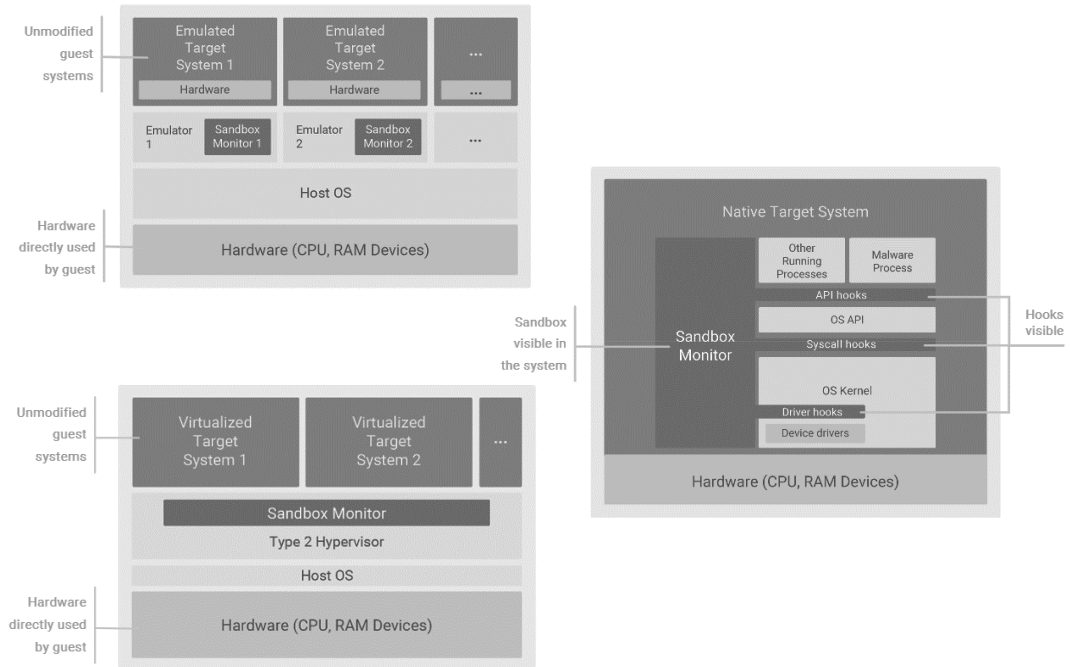 Unmodified
guest
systems
Emulated
Target
System 1
Hardware
Emulated
Target
System 2
Hardware
...
...
Emulator
1
Sandbox
Monitor 1
Emulator
2
Sandbox
Monitor 2
...
Host OS
Hardware
directly used
by guest
Hardware (CPU, RAM Devices)
Unmodified
guest
systems
Virtualized
Target
System 1
Virtualized
Target
System 2
...
Sandbox Monitor
Type 2 Hypervisor
Host OS
Hardware
directly used
by guest
Hardware (CPU, RAM Devices)
Native Target System
Sandbox
visible in
the system
Sandbox
Monitor
Other
Running
Processes
Malware
Process
API hooks
OS API
Syscall hooks
OS Kernel
Driver hooks
Device drivers
Hooks
visible
Hardware (CPU, RAM Devices)